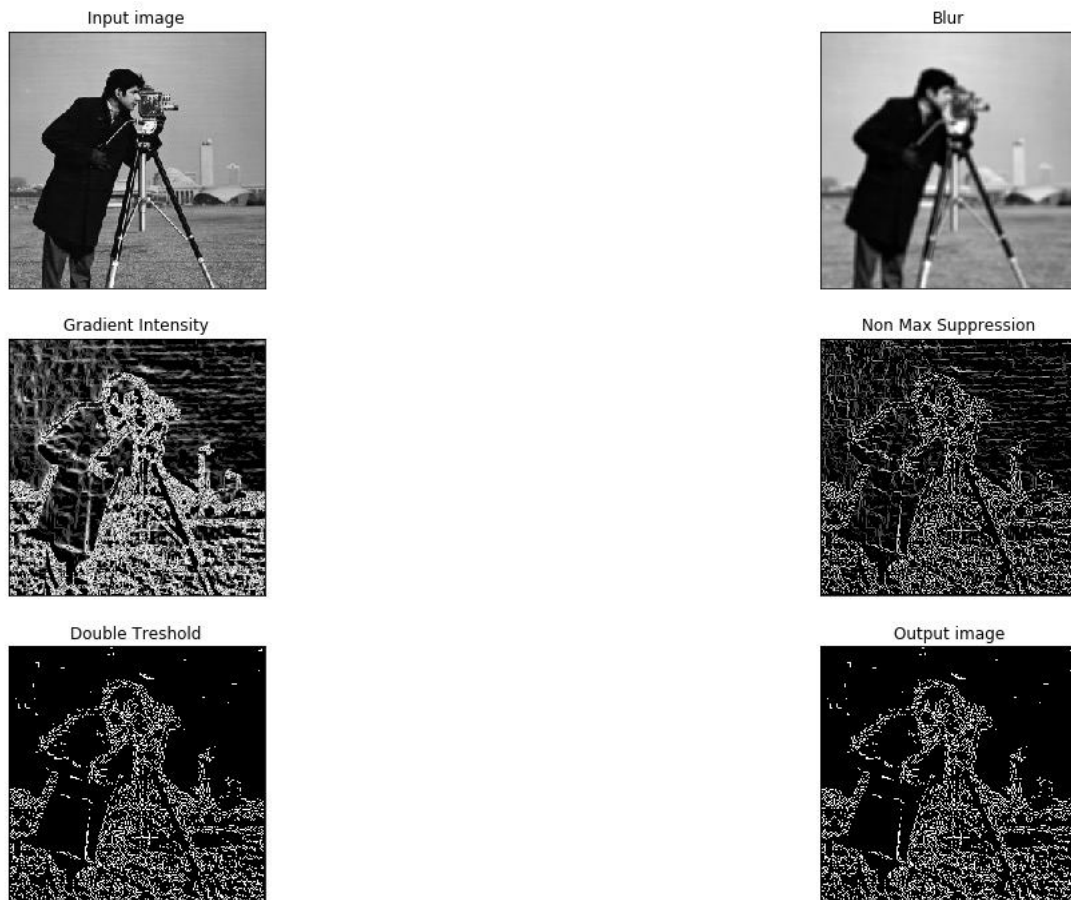 Input image
Blur
Gradient Intensity
Non Max Suppression
Double Treshold
Output image